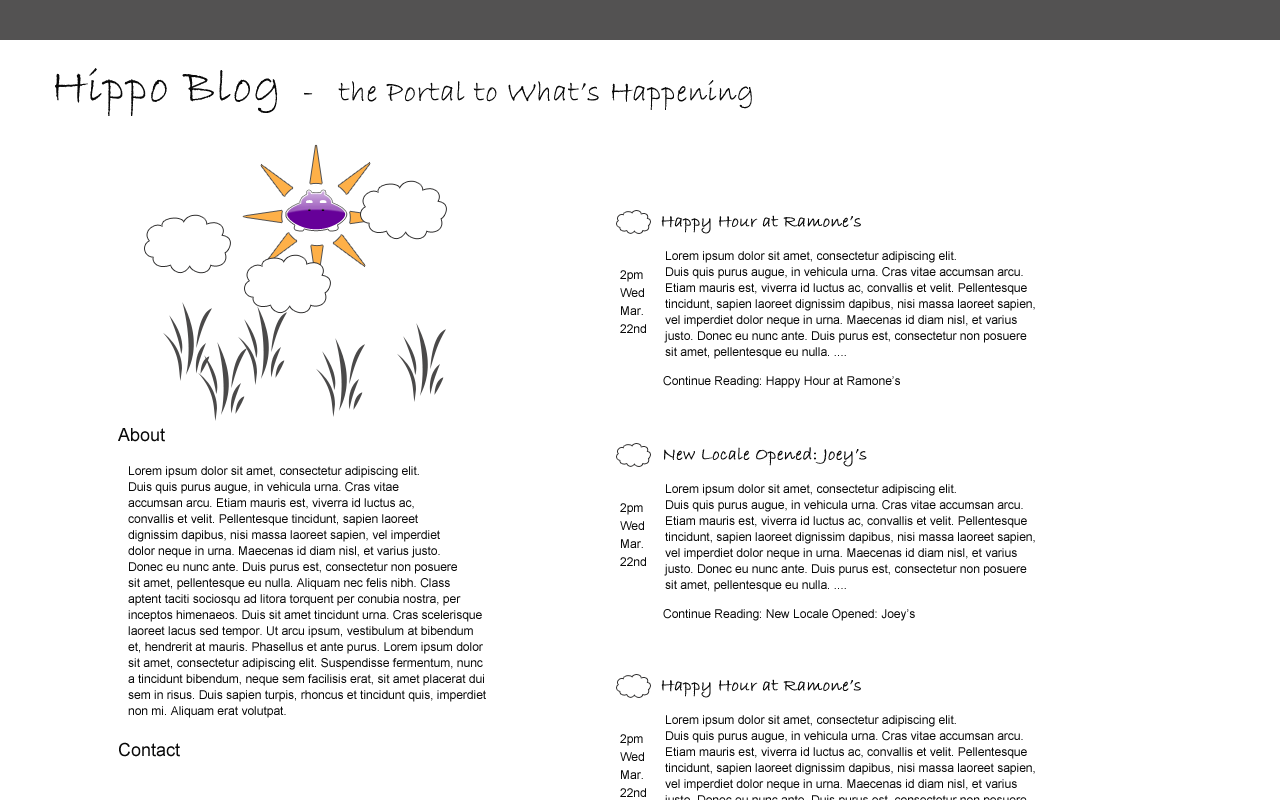 Hippo Blog - the Portal to What's Happening
About
Lorem ipsum dolor sit amet, consectetur adipiscing elit.
Duis quis purus augue, in vehicula urna. Cras vitae
accumsan arcu. Etiam mauris est, viverra id luctus ac,
convallis et velit. Pellentesque tincidunt, sapien laoreet
dignissim dapibus, nisi massa laoreet sapien, vel imperdiet
dolor neque in urna. Maecenas id diam nisl, et varius justo.
Donec eu nunc ante. Duis purus est, consectetur non posuere
sit amet, pellentesque eu nulla. Aliquam nec felis nibh. Class
aptent taciti sociosqu ad litora torquent per conubia nostra, per
inceptos himenaeos. Duis sit amet tincidunt urna. Cras scelerisque
laoreet lacus sed tempor. Ut arcu ipsum, vestibulum at bibendum
et, hendrerit at mauris. Phasellus et ante purus. Lorem ipsum dolor
sit amet, consectetur adipiscing elit. Suspendisse fermentum, nunc
a tincidunt bibendum, neque sem facilisis erat, sit amet placerat dui
sem in risus. Duis sapien turpis, rhoncus et tincidunt quis, imperdiet
non mi. Aliquam erat volutpat.
Contact
Happy Hour at Ramone's
2pm
Wed
Mar.
22nd
Lorem ipsum dolor sit amet, consectetur adipiscing elit.
Duis quis purus augue, in vehicula urna. Cras vitae accumsan arcu.
Etiam mauris est, viverra id luctus ac, convallis et velit. Pellentesque
tincidunt, sapien laoreet dignissim dapibus, nisi massa laoreet sapien,
vel imperdiet dolor neque in urna. Maecenas id diam nisl, et varius
justo. Donec eu nunc ante. Duis purus est, consectetur non posuere
sit amet, pellentesque eu nulla. ....
Continue Reading: Happy Hour at Ramone's
New Locale Opened: Joey's
2pm
Wed
Mar.
22nd
Lorem ipsum dolor sit amet, consectetur adipiscing elit.
Duis quis purus augue, in vehicula urna. Cras vitae accumsan arcu.
Etiam mauris est, viverra id luctus ac, convallis et velit. Pellentesque
tincidunt, sapien laoreet dignissim dapibus, nisi massa laoreet sapien,
vel imperdiet dolor neque in urna. Maecenas id diam nisl, et varius
justo. Donec eu nunc ante. Duis purus est, consectetur non posuere
sit amet, pellentesque eu nulla. ....
Continue Reading: New Locale Opened: Joey's
Happy Hour at Ramone's
2pm
Wed
Mar.
22nd
Lorem ipsum dolor sit amet, consectetur adipiscing elit.
Duis quis purus augue, in vehicula urna. Cras vitae accumsan arcu.
Etiam mauris est, viverra id luctus ac, convallis et velit. Pellentesque
tincidunt, sapien laoreet dignissim dapibus, nisi massa laoreet sapien,
vel imperdiet dolor neque in urna. Maecenas id diam nisl, et varius
justo. Donec eu nunc ante. Duis purus est, consectetur non posuere